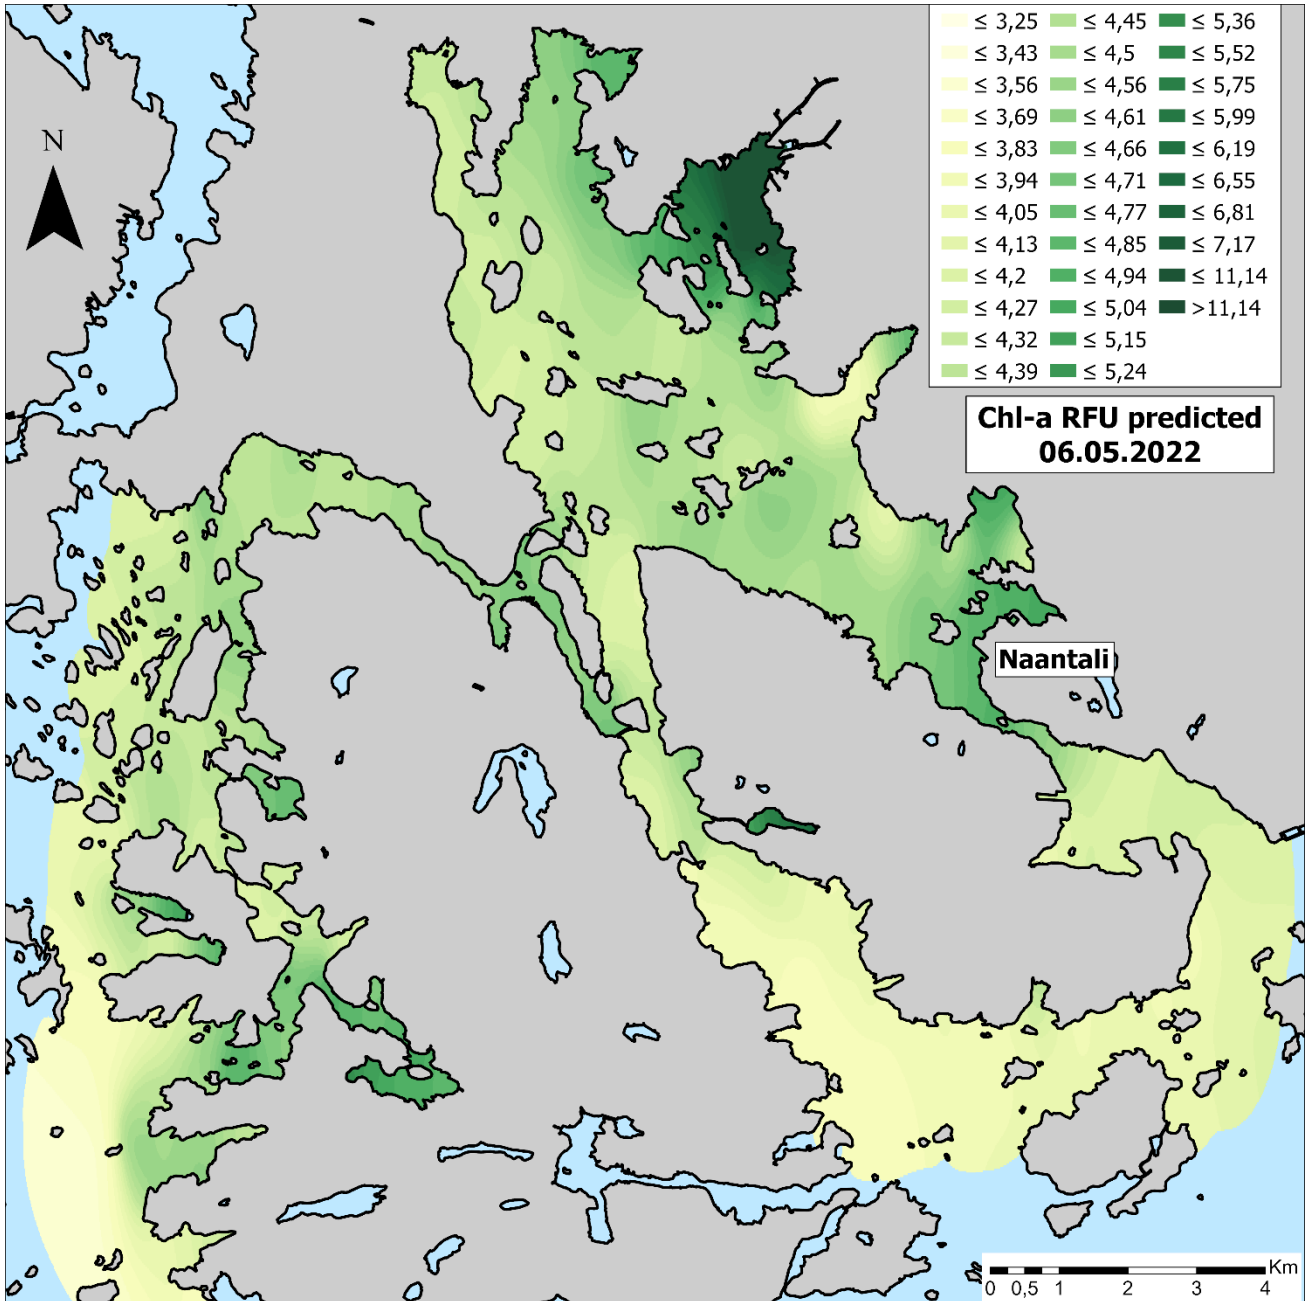 ≤ 3,25 ≤ 4,45 ≤ 5,36
≤ 3,43 ≤ 4,5 ≤ 5,52
≤ 3,56 ≤ 4,56 ≤ 5,75
≤ 3,69 ≤ 4,61 ≤ 5,99
≤ 3,83 ≤ 4,66 ≤ 6,19
≤ 3,94 ≤ 4,71 ≤ 6,55
≤ 4,05 ≤ 4,77 ≤ 6,81
≤ 4,13 ≤ 4,85 ≤ 7,17
≤ 4,2 ≤ 4,94 ≤ 11,14
≤ 4,27 ≤ 5,04 >11,14
≤ 4,32 ≤ 5,15
≤ 4,39 ≤ 5,24
N
Chl-a RFU predicted
06.05.2022
Naantali
Km
0 0,5 1 2 3 4